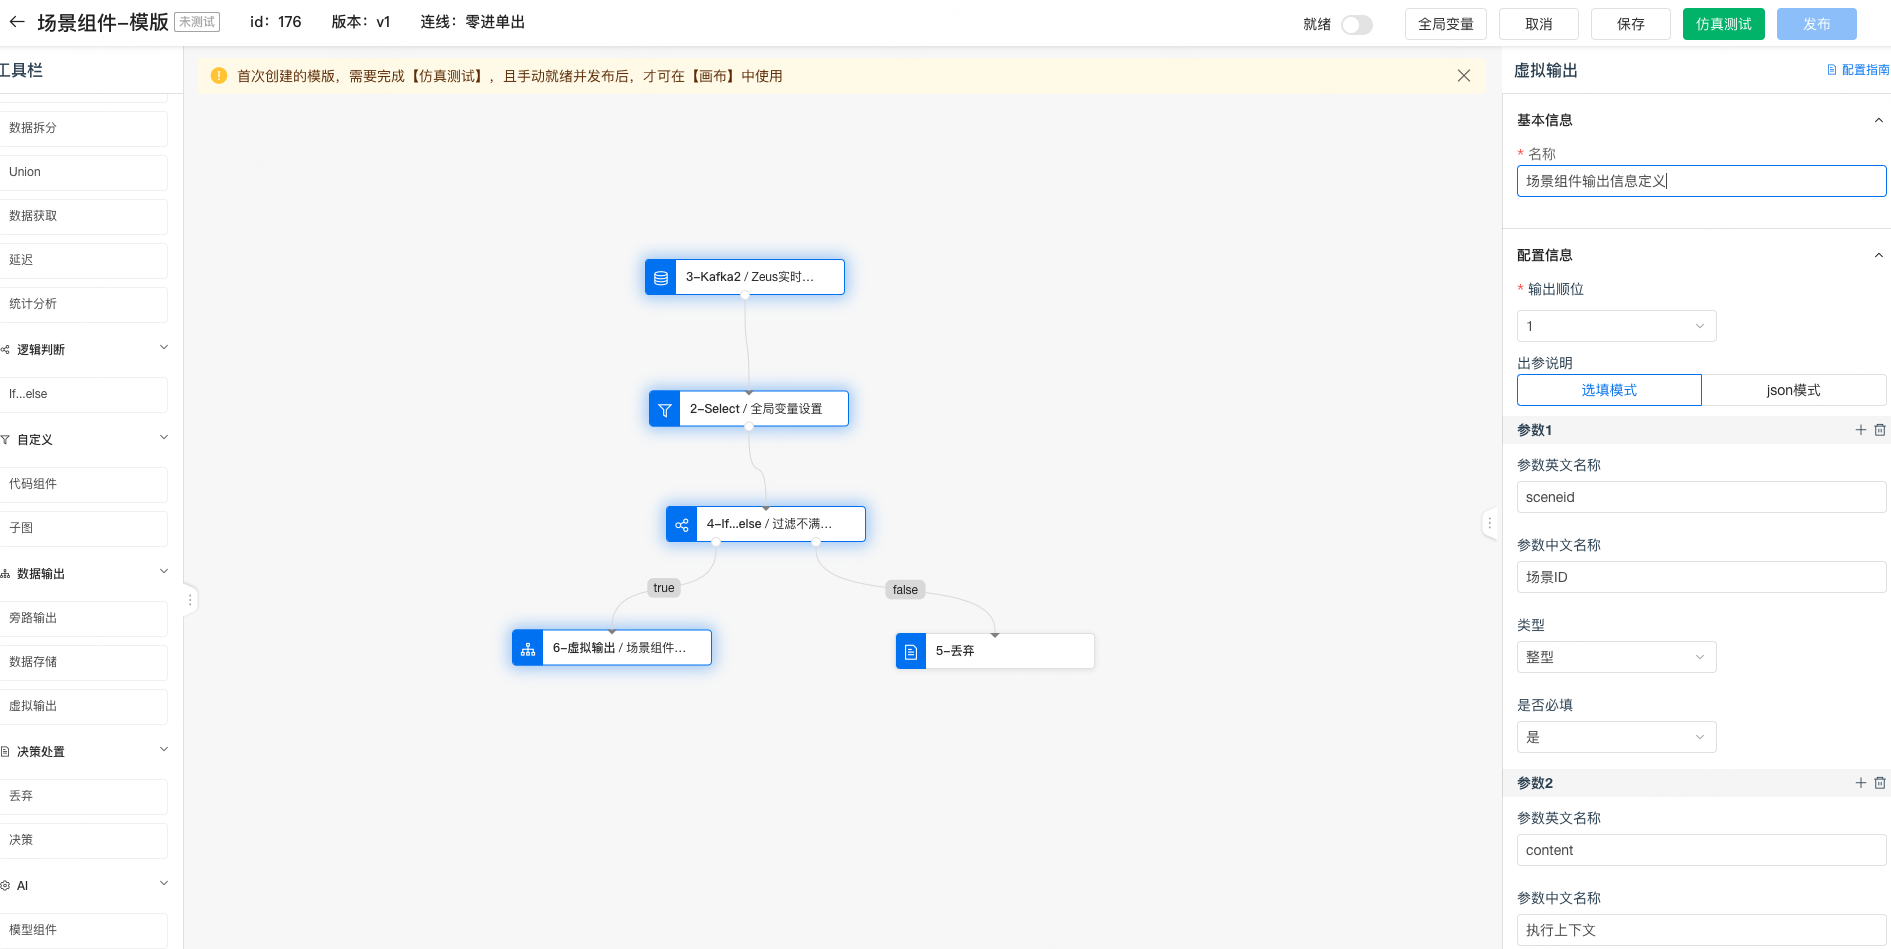 场景组件-模版 未测试 id：176 版本：v1 连线：零进单出 就绪 全局变量 取消 保存 仿真测试 发布
工具栏
数据拆分
Union
数据获取
延迟
统计分析
逻辑判断
If...else
自定义
代码组件
子图
数据输出
旁路输出
数据存储
虚拟输出
决策处置
丢弃
决策
AI
模型组件
首次创建的模版，需要完成【仿真测试】，且手动就绪并发布后，才可在【画布】中使用
3-Kafka2 / Zeus实时...
2-Select / 全局变量设置
4-If...else / 过滤不满...
true
false
6-虚拟输出 / 场景组件...
5-丢弃
虚拟输出 配置指南
基本信息
* 名称
场景组件输出信息定义
配置信息
* 输出顺位
1
出参说明
选填模式 json模式
参数1
参数英文名称
sceneid
参数中文名称
场景ID
类型
整型
是否必填
是
参数2
参数英文名称
content
参数中文名称
执行上下文